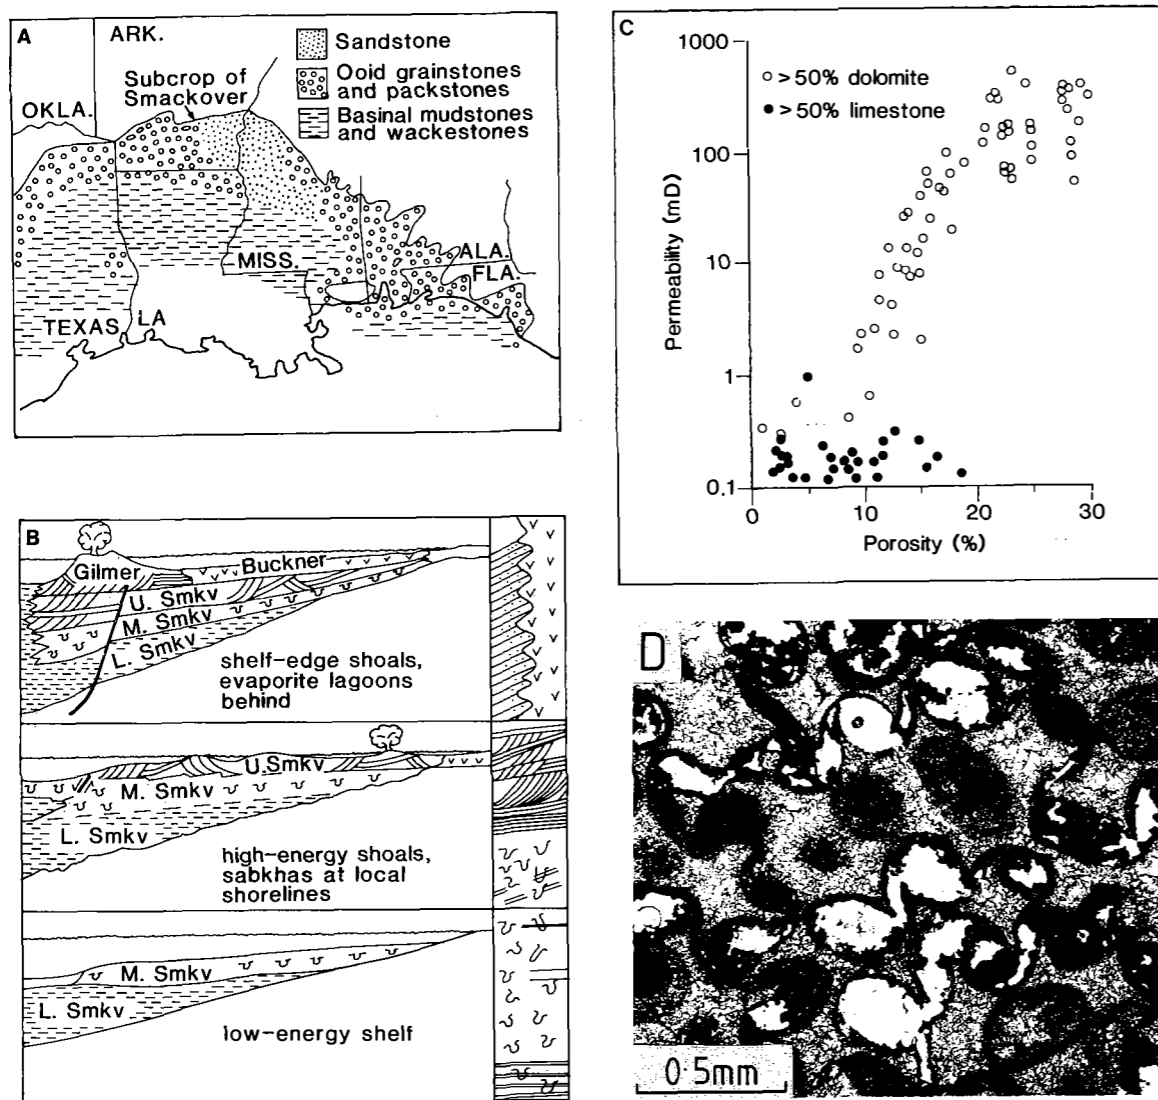 A
ARK.
Sandstone
Subcrop of
Smackover
Ooid grainstones
and packstones
OKLA.
Basinal mudstones
and wackestones
MISS.
ALA.
FLA.
TEXAS LA
B
Gilmer
Buckner
U. Smkv
M. Smkv
L. Smkv
shelf-edge shoals,
evaporite lagoons
behind
U.Smkv
M. Smkv
L. Smkv
high-energy shoals,
sabkhas at local
shorelines
M. Smkv
L. Smkv
low-energy shelf
C
1000
>50% dolomite
>50% limestone
100
Permeability (mD)
10
1
0.1
0 10 20 30
Porosity (%)
D
0·5mm